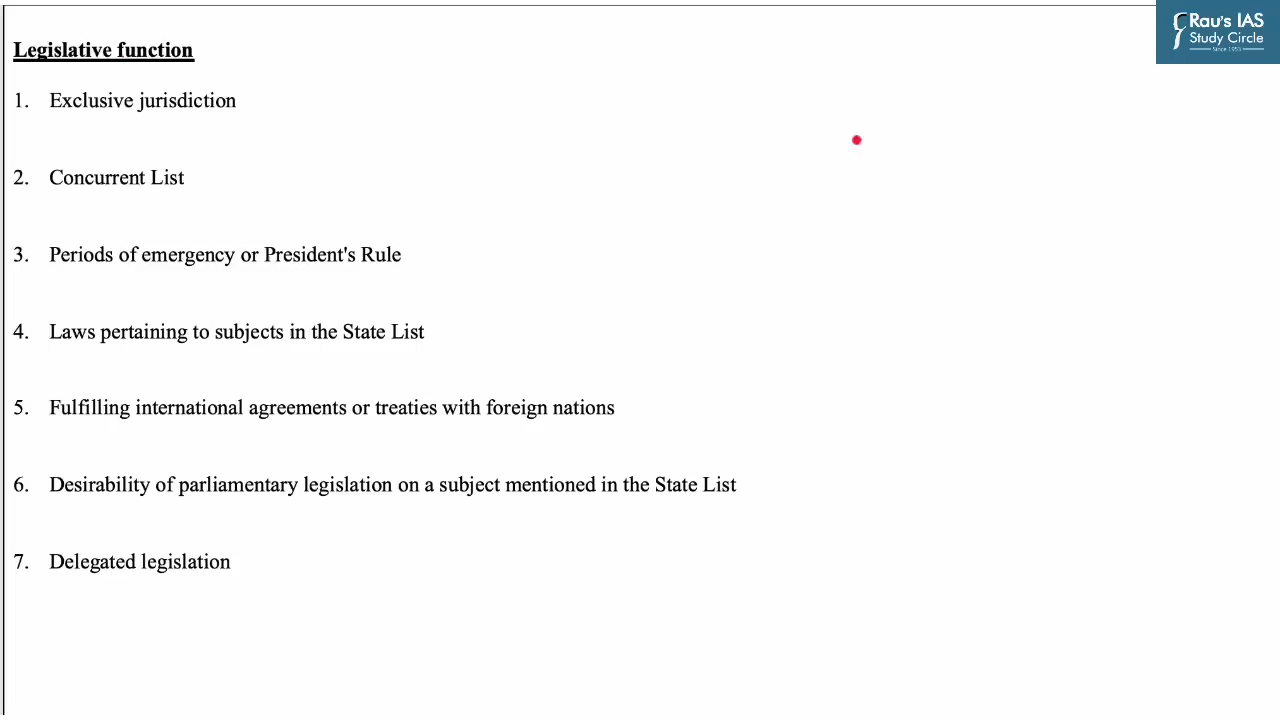 Rau's IAS
Study Circle
Since 1953
Legislative function
1. Exclusive jurisdiction
2. Concurrent List
3. Periods of emergency or President's Rule
4. Laws pertaining to subjects in the State List
5. Fulfilling international agreements or treaties with foreign nations
6. Desirability of parliamentary legislation on a subject mentioned in the State List
7. Delegated legislation